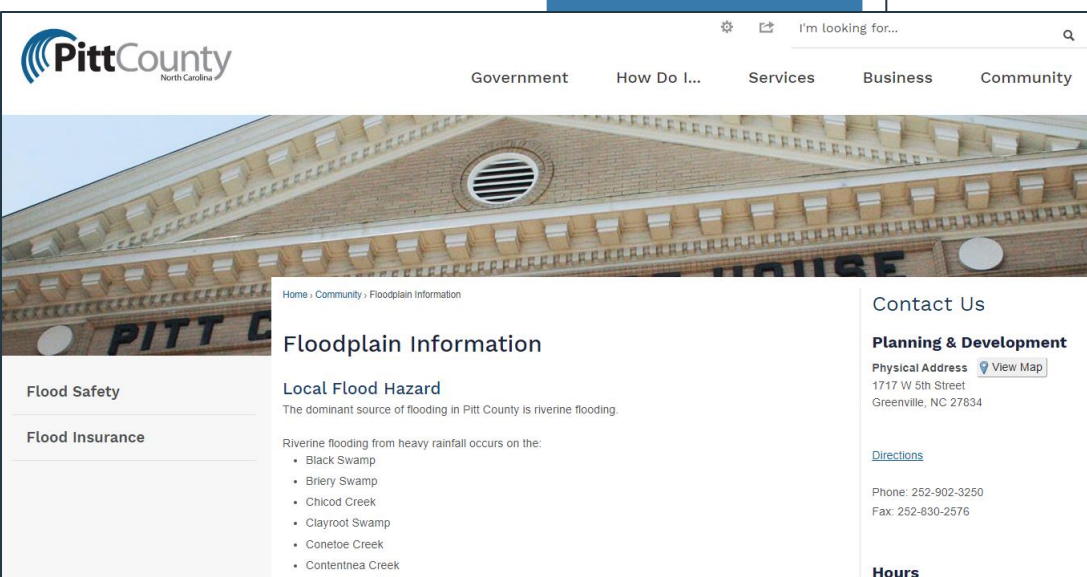 PittCounty
North Carolina
I'm looking for...
Government How Do I... Services Business Community
PITT C HOUSE
Home › Community › Floodplain Information
Floodplain Information
Local Flood Hazard
The dominant source of flooding in Pitt County is riverine flooding.
Riverine flooding from heavy rainfall occurs on the:
• Black Swamp
• Briery Swamp
• Chicod Creek
• Clayroot Swamp
• Conetoe Creek
• Contentnea Creek
Flood Safety
Flood Insurance
Contact Us
Planning & Development
Physical Address View Map
1717 W 5th Street
Greenville, NC 27834
Directions
Phone: 252-902-3250
Fax: 252-830-2576
Hours